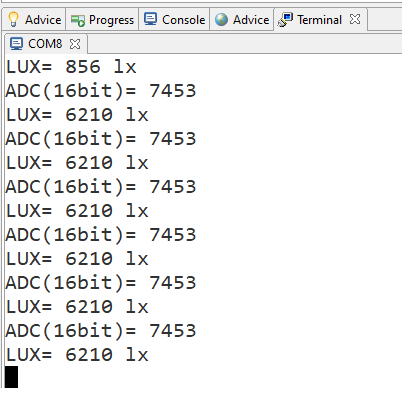 Advice Progress Console Advice Terminal
COM8
LUX= 856 lx
ADC(16bit)= 7453
LUX= 6210 lx
ADC(16bit)= 7453
LUX= 6210 lx
ADC(16bit)= 7453
LUX= 6210 lx
ADC(16bit)= 7453
LUX= 6210 lx
ADC(16bit)= 7453
LUX= 6210 lx
ADC(16bit)= 7453
LUX= 6210 lx